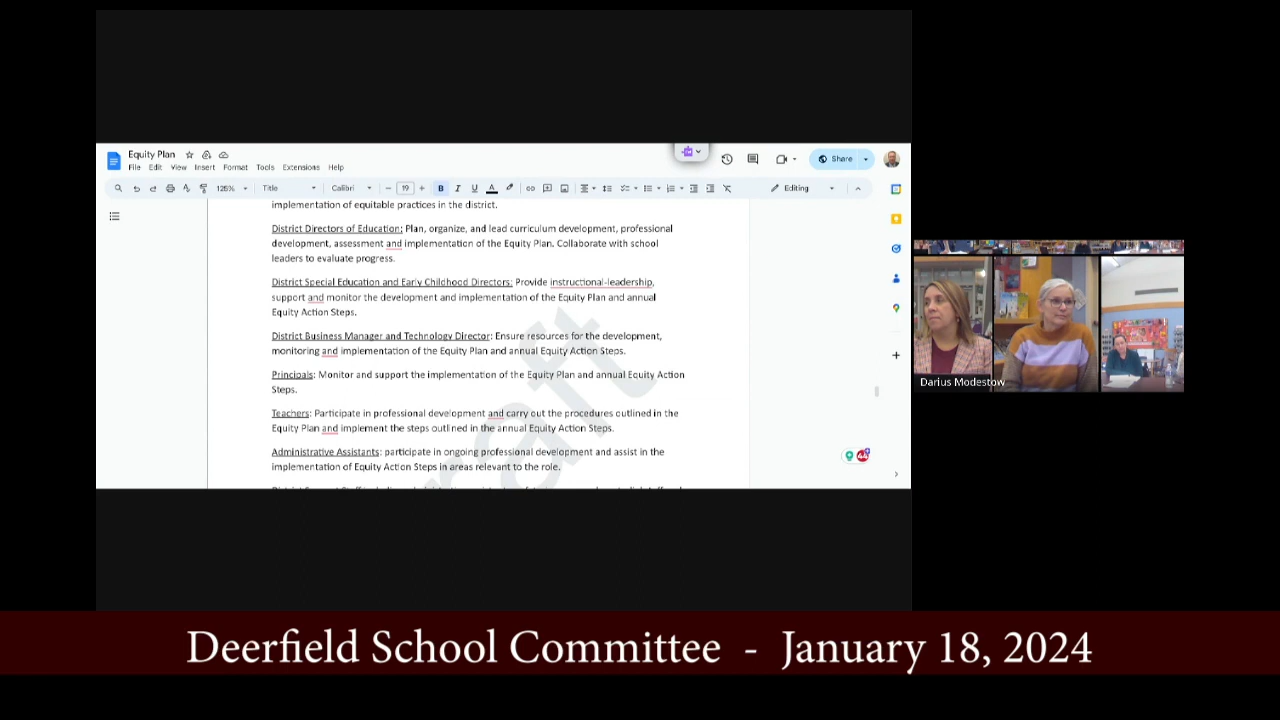 Equity Plan
File Edit View Insert Format Tools Extensions Help
Share
125% Title Calibri 19 B I U A Editing
implementation of equitable practices in the district.
District Directors of Education: Plan, organize, and lead curriculum development, professional
development, assessment and implementation of the Equity Plan. Collaborate with school
leaders to evaluate progress.
District Special Education and Early Childhood Directors: Provide instructional-leadership,
support and monitor the development and implementation of the Equity Plan and annual
Equity Action Steps.
District Business Manager and Technology Director: Ensure resources for the development,
monitoring and implementation of the Equity Plan and annual Equity Action Steps.
Principals: Monitor and support the implementation of the Equity Plan and annual Equity Action
Steps.
Teachers: Participate in professional development and carry out the procedures outlined in the
Equity Plan and implement the steps outlined in the annual Equity Action Steps.
Administrative Assistants: participate in ongoing professional development and assist in the
implementation of Equity Action Steps in areas relevant to the role.
Darius Modestow
Deerfield School Committee - January 18, 2024